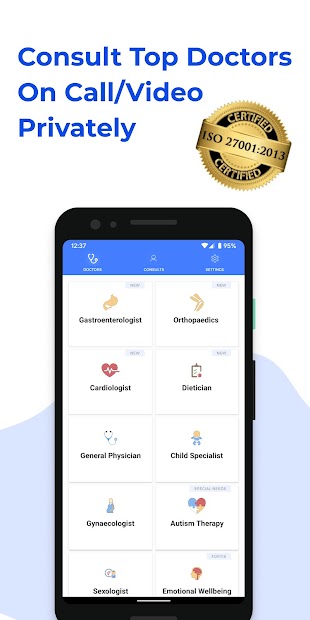 Consult Top Doctors
On Call/Video
Privately
CERTIFIED
ISO 27001:2013
CERTIFIED
12:37
95%
DOCTORS
CONSULTS
SETTINGS
NEW
NEW
Gastroenterologist
Orthopaedics
NEW
NEW
Cardiologist
Dietician
General Physician
Child Specialist
SPECIAL NEEDS
Gynaecologist
Autism Therapy
FOSTER
Sexologist
Emotional Wellbeing